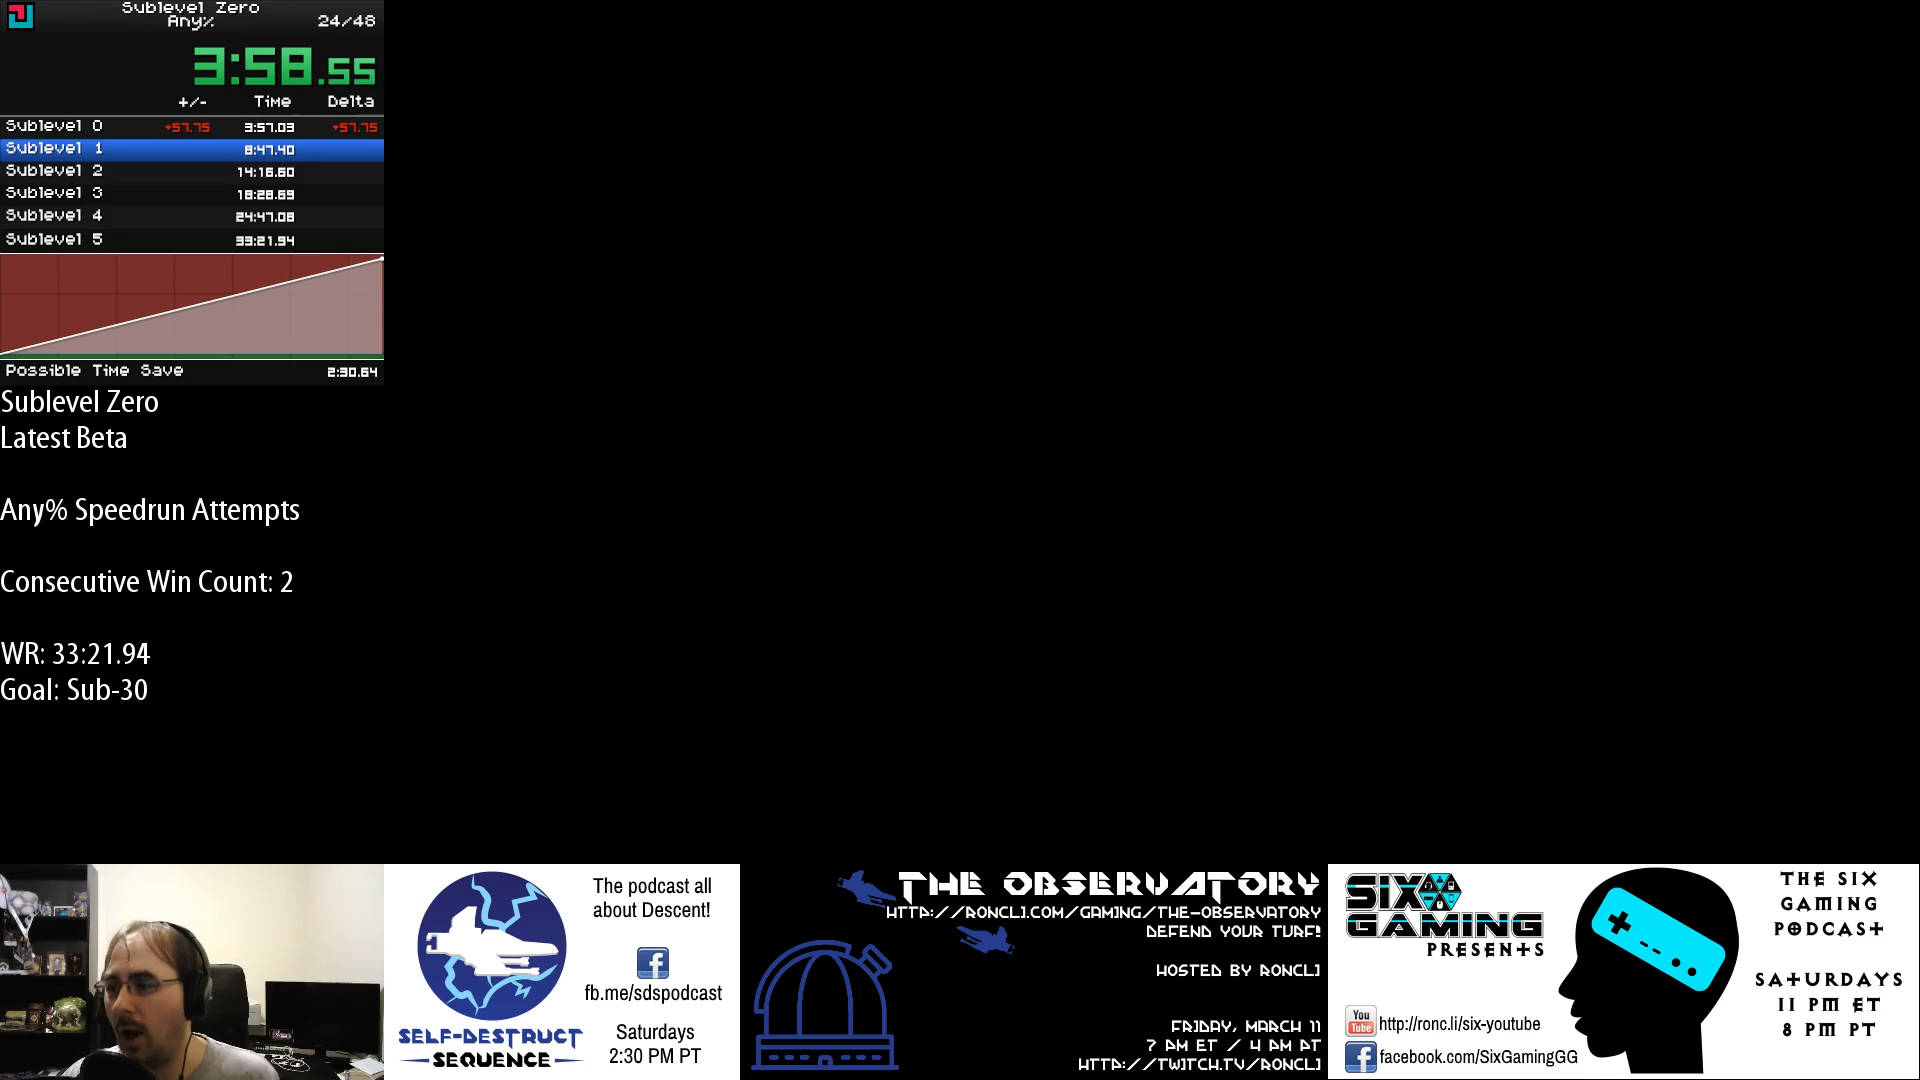 Sublevel Zero
Any%
24/48
3:58.55
+/- Time Delta
Sublevel 0 +57.75 3:57.03 +57.75
Sublevel 1 8:47.40
Sublevel 2 14:16.60
Sublevel 3 18:28.69
Sublevel 4 24:47.08
Sublevel 5 33:21.94
Possible Time Save 2:30.64
Sublevel Zero
Latest Beta
Any% Speedrun Attempts
Consecutive Win Count: 2
WR: 33:21.94
Goal: Sub-30
SELF-DESTRUCT
SEQUENCE
The podcast all
about Descent!
fb.me/sdspodcast
Saturdays
2:30 PM PT
THE OBSERVATORY
HTTP://RONCLI.COM/GAMING/THE-OBSERVATORY
DEFEND YOUR TURF!
HOSTED BY RONCLI
FRIDAY, MARCH 11
7 PM ET / 4 PM PT
HTTP://TWITCH.TV/RONCLI
SIX
GAMING
PRESENTS
You
Tube
http://ronc.li/six-youtube
facebook.com/SixGamingGG
THE SIX
GAMING
PODCAST
SATURDAYS
11 PM ET
8 PM PT